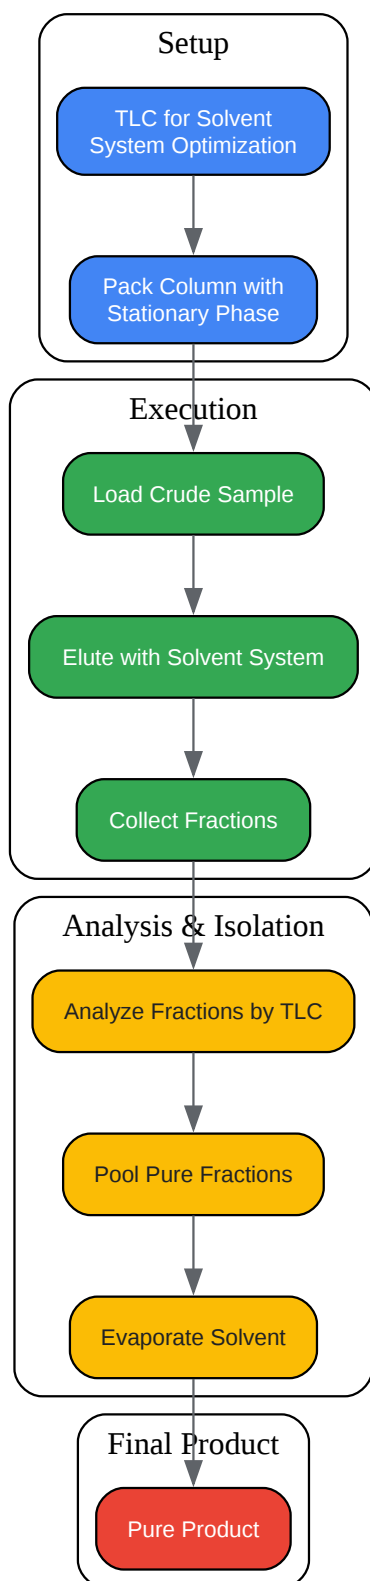 Setup
TLC for Solvent
System Optimization
Pack Column with
Stationary Phase
Execution
Load Crude Sample
Elute with Solvent System
Collect Fractions
Analysis & Isolation
Analyze Fractions by TLC
Pool Pure Fractions
Evaporate Solvent
Final Product
Pure Product